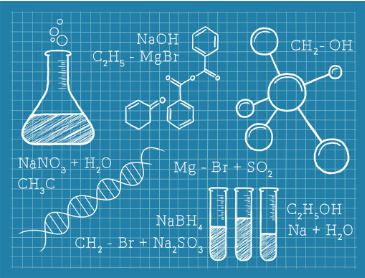 NaOH
C₂H₅ - MgBr
CH₂- OH
NaNO₃ + H₂O
CH₃C
Mg - Br + SO₂
NaBH₄
CH₂ - Br + Na₂SO₃
C₂H₅OH
Na + H₂O